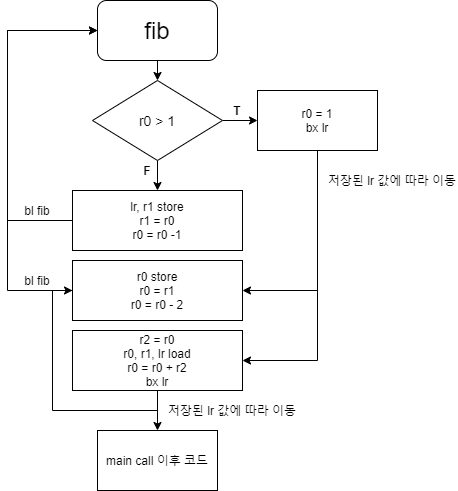 fib
r0 > 1
T
r0 = 1
bx lr
F
저장된 lr 값에 따라 이동
lr, r1 store
r1 = r0
r0 = r0 -1
bl fib
r0 store
r0 = r1
r0 = r0 - 2
bl fib
r2 = r0
r0, r1, lr load
r0 = r0 + r2
bx lr
저장된 lr 값에 따라 이동
main call 이후 코드